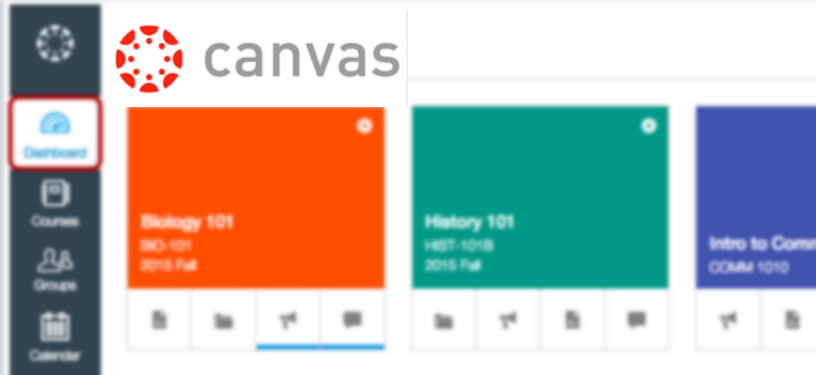 canvas
Dashboard
Courses
Groups
Calendar
Biology 101
BIO-101
2015 Fall
History 101
HIST-101B
2015 Fall
Intro to Comm
COMM 1010